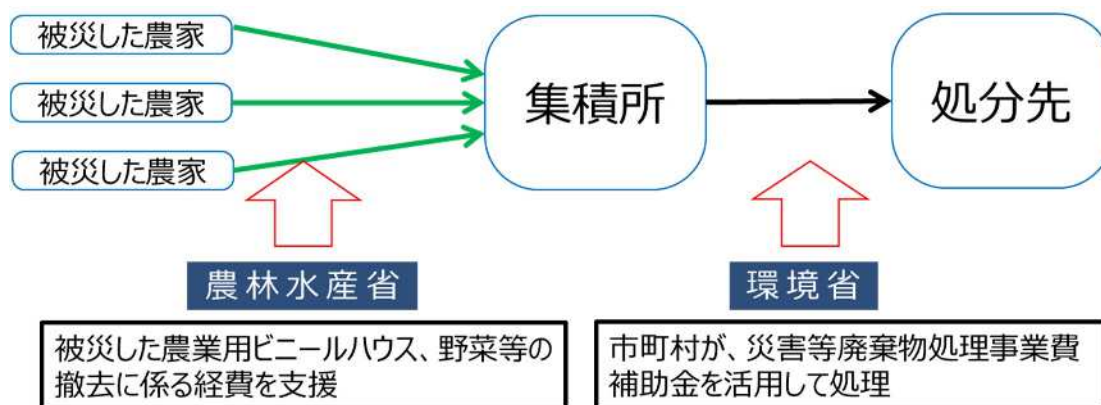 被災した農家
被災した農家
被災した農家
集積所
処分先
農林水産省
環境省
被災した農業用ビニールハウス、野菜等の
撤去に係る経費を支援
市町村が、災害等廃棄物処理事業費
補助金を活用して処理